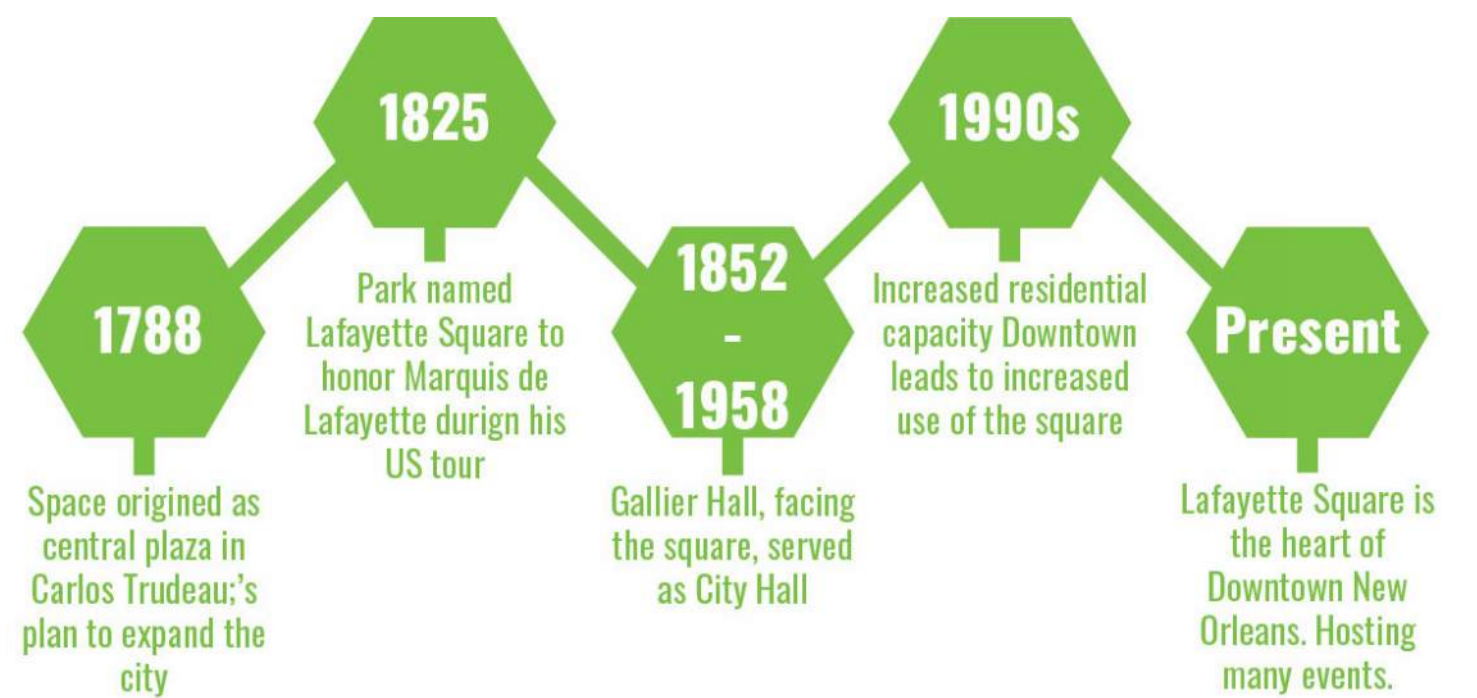 1788
Space origined as
central plaza in
Carlos Trudeau;'s
plan to expand the
city
1825
Park named
Lafayette Square to
honor Marquis de
Lafayette durign his
US tour
1852
-
1958
Gallier Hall, facing
the square, served
as City Hall
1990s
Increased residential
capacity Downtown
leads to increased
use of the square
Present
Lafayette Square is
the heart of
Downtown New
Orleans. Hosting
many events.